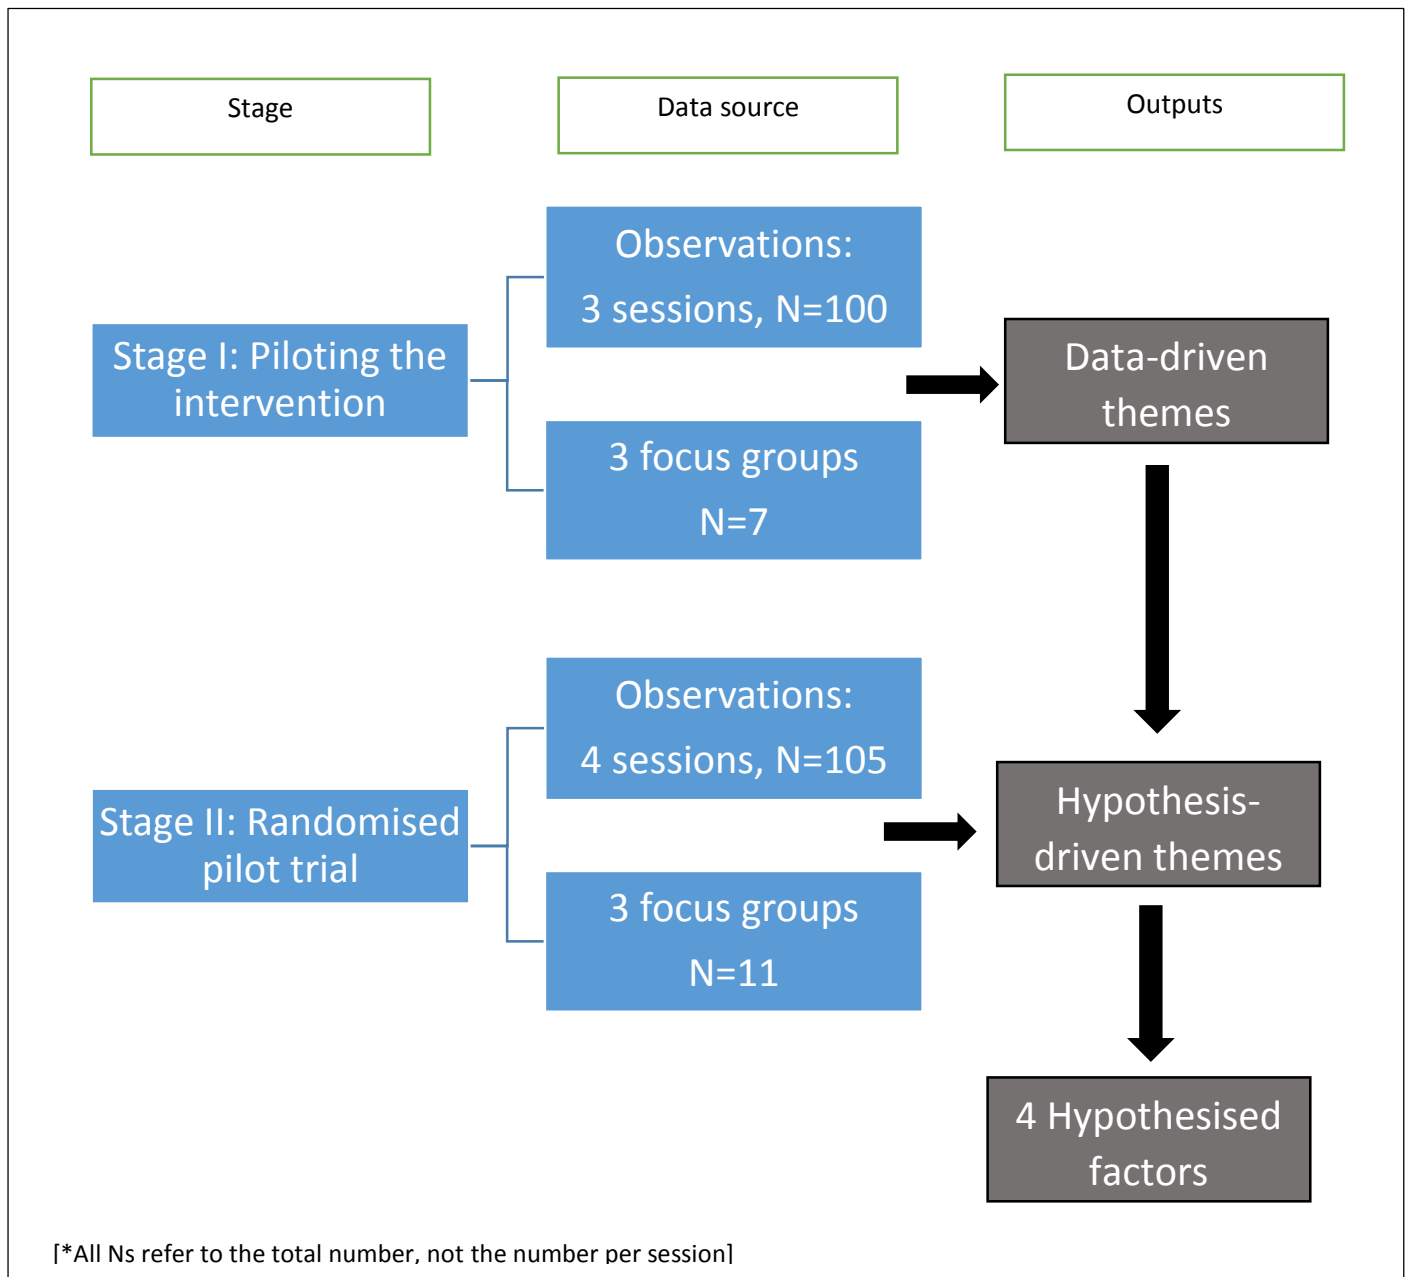 Stage
Data source
Outputs
Observations:
3 sessions, N=100
Stage I: Piloting the
intervention
Data-driven
themes
3 focus groups
N=7
Observations:
4 sessions, N=105
Stage II: Randomised
pilot trial
Hypothesis-
driven themes
3 focus groups
N=11
4 Hypothesised
factors
[*All Ns refer to the total number, not the number per session]